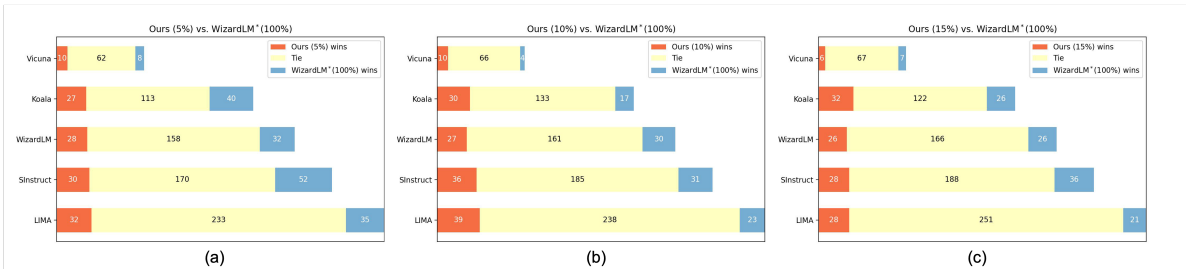 Ours (5%) vs. WizardLM*(100%)
Ours (5%) wins
Tie
WizardLM*(100%) wins
Vicuna 10 62 8
Koala 27 113 40
WizardLM 28 158 32
SInstruct 30 170 52
LIMA 32 233 35
(a)
Ours (10%) vs. WizardLM*(100%)
Ours (10%) wins
Tie
WizardLM*(100%) wins
Vicuna 10 66 4
Koala 30 133 17
WizardLM 27 161 30
SInstruct 36 185 31
LIMA 39 238 23
(b)
Ours (15%) vs. WizardLM*(100%)
Ours (15%) wins
Tie
WizardLM*(100%) wins
Vicuna 6 67 7
Koala 32 122 26
WizardLM 26 166 26
SInstruct 28 188 36
LIMA 28 251 21
(c)